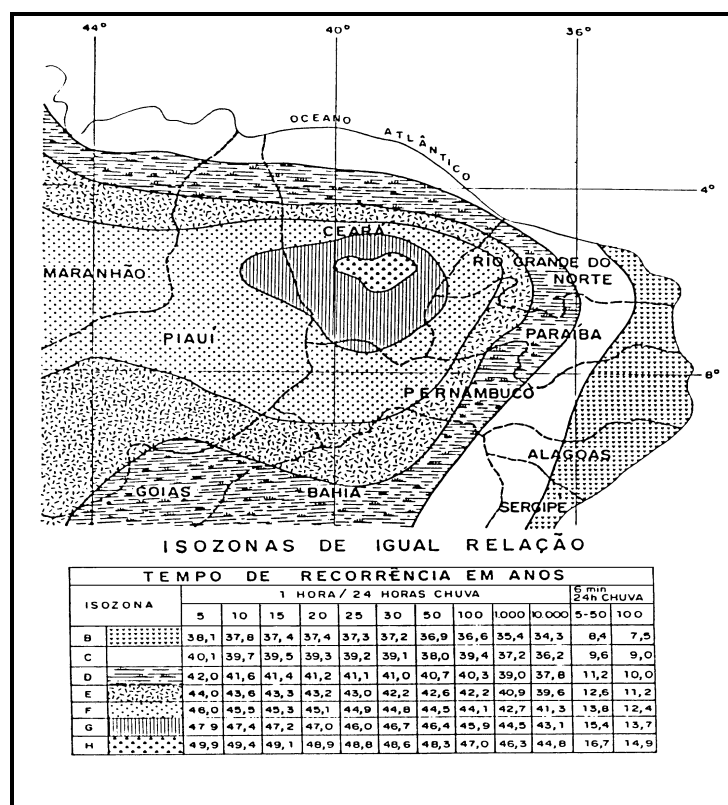 44° 40° 36°
OCEANO ATLÂNTICO
4°
CEARÁ
RIO GRANDE DO NORTE
MARANHÃO
PIAUÍ
PARAÍBA
8°
PERNAMBUCO
ALAGOAS
GOIAS BAHIA
SERGIPE
ISOZONAS DE IGUAL RELAÇÃO
TEMPO DE RECORRÊNCIA EM ANOS
ISOZONA 1 HORA / 24 HORAS CHUVA 6 min 24h CHUVA
5 10 15 20 25 30 50 100 1.000 10.000 5-50 100
B 38,1 37,8 37,4 37,4 37,3 37,2 36,9 36,6 35,4 34,3 8,4 7,5
C 40,1 39,7 39,5 39,3 39,2 39,1 38,0 39,4 37,2 36,2 9,6 9,0
D 42,0 41,6 41,4 41,2 41,1 41,0 40,7 40,3 39,0 37,8 11,2 10,0
E 44,0 43,6 43,3 43,2 43,0 42,2 42,6 42,2 40,9 39,6 12,6 11,2
F 46,0 45,5 45,3 45,1 44,9 44,8 44,5 44,1 42,7 41,3 13,8 12,4
G 47,9 47,4 47,2 47,0 46,0 46,7 46,4 45,9 44,5 43,1 15,4 13,7
H 49,9 49,4 49,1 48,9 48,8 48,6 48,3 47,0 46,3 44,8 16,7 14,9